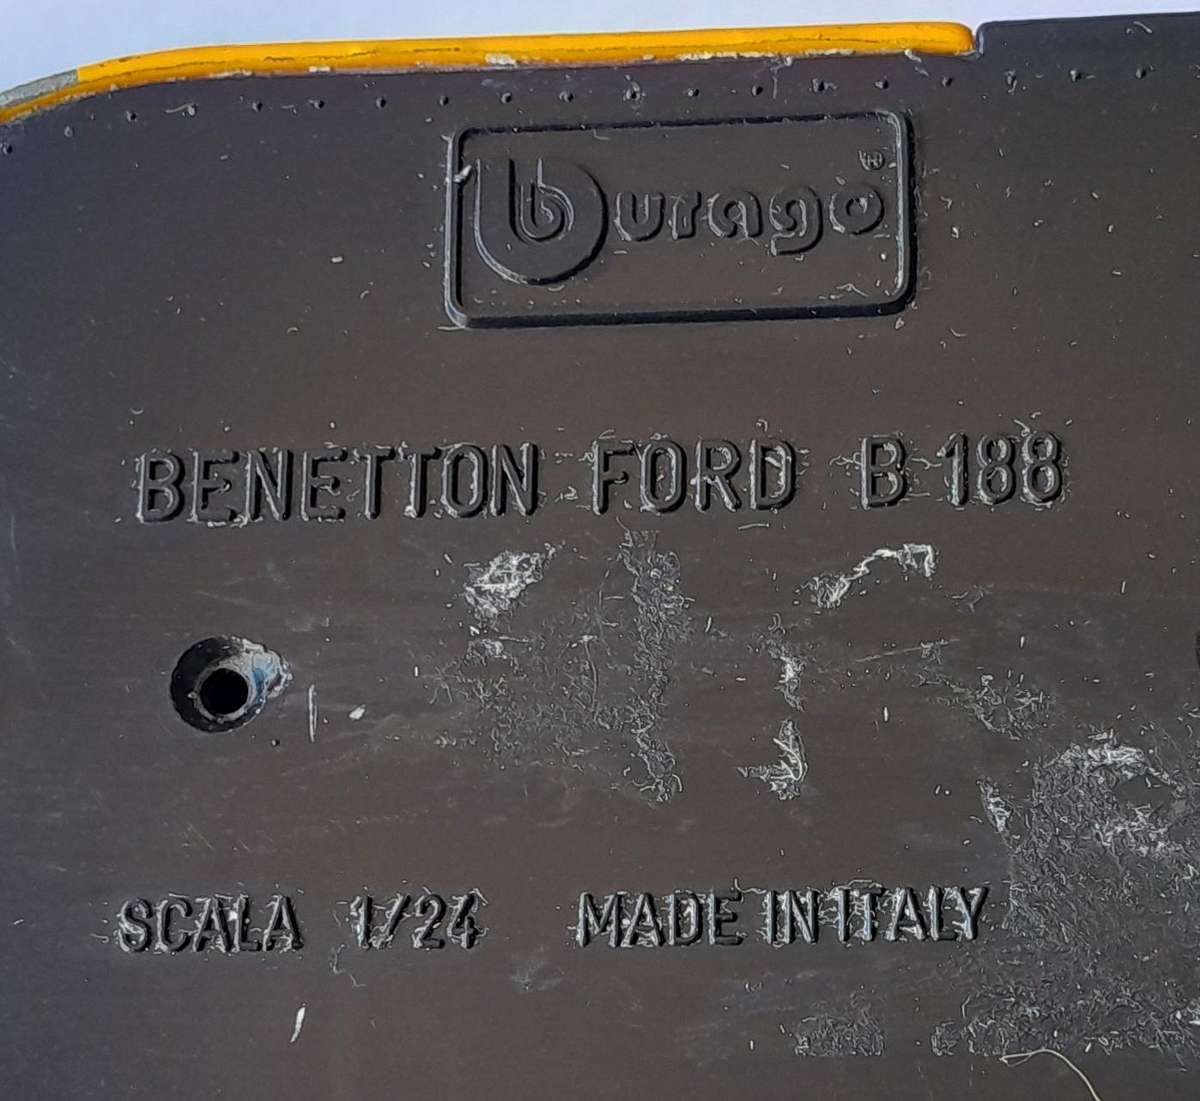 burago®
BENETTON FORD B 188
SCALA 1/24 MADE IN ITALY